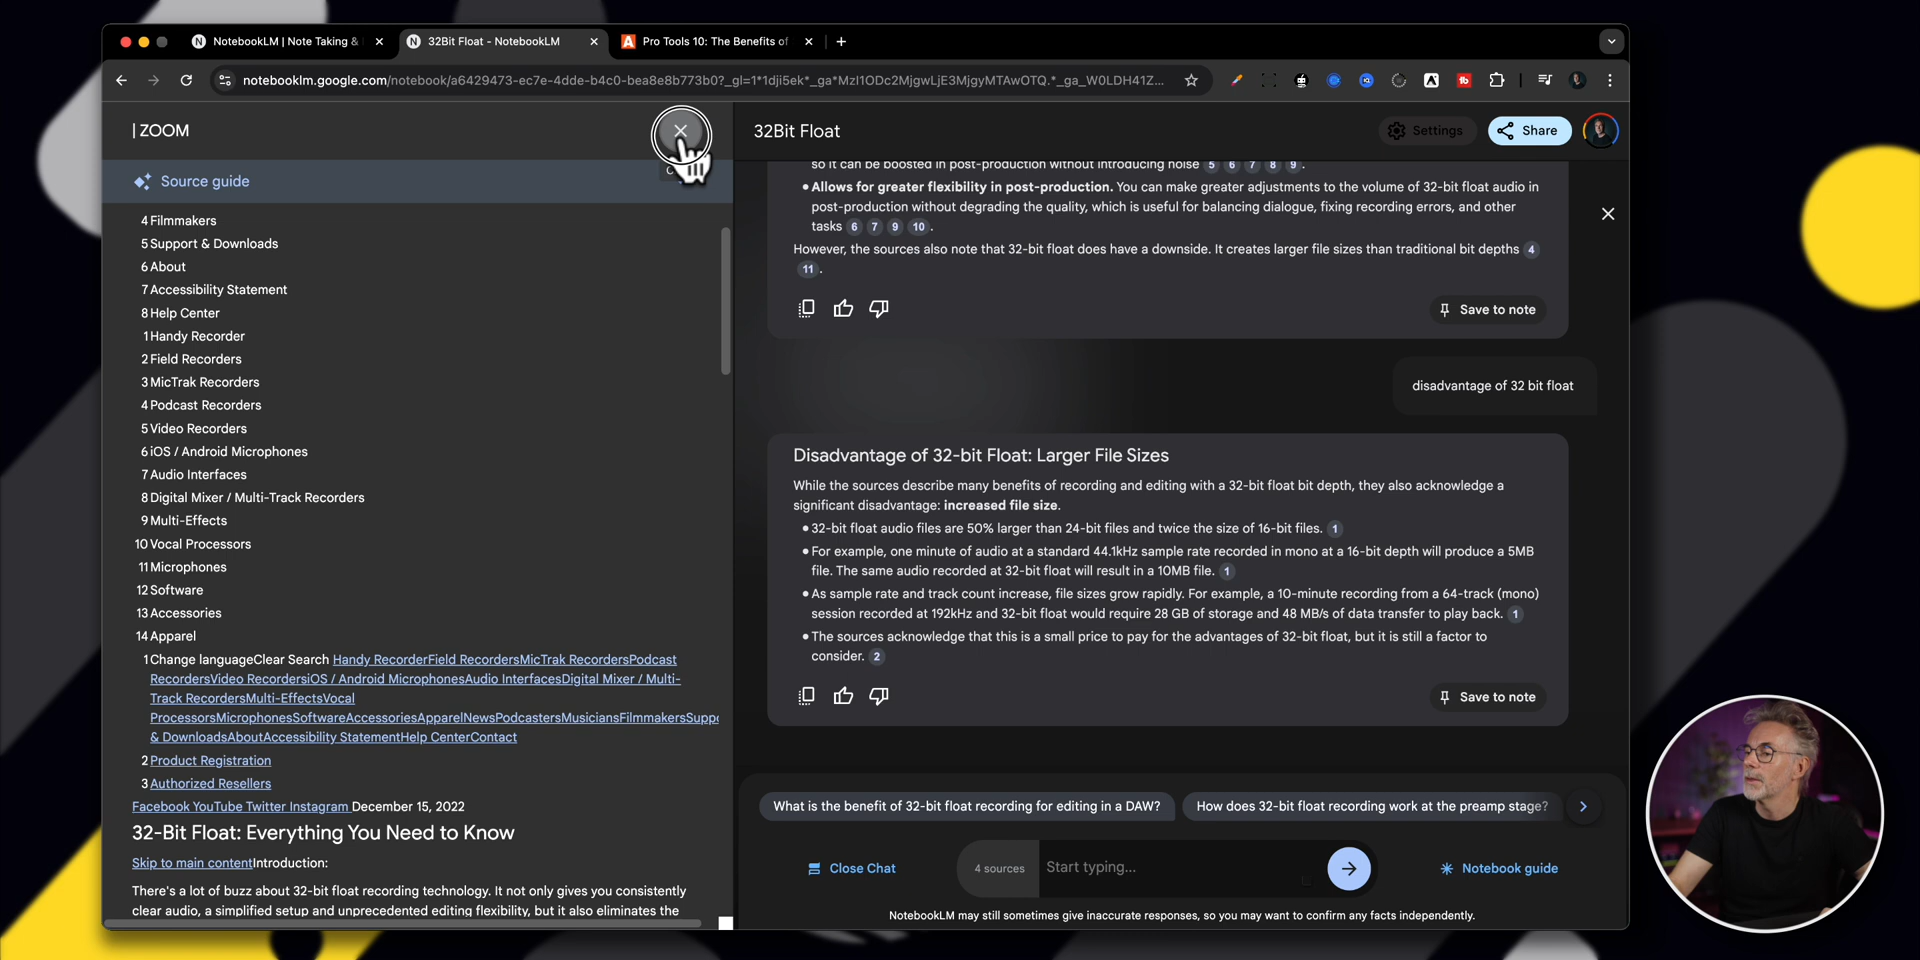 NotebookLM | Note Taking &
32Bit Float - NotebookLM
Pro Tools 10: The Benefits of
notebooklm.google.com/notebook/a6429473-ec7e-4dde-b4c0-bea8e8b773b0?_gl=1*1dji5ek*_ga*MzI1ODc2MjgwLjE3MjgyMTAwOTQ.*_ga_W0LDH41Z...
| ZOOM
Source guide
4 Filmmakers
5 Support & Downloads
6 About
7 Accessibility Statement
8 Help Center
1 Handy Recorder
2 Field Recorders
3 MicTrak Recorders
4 Podcast Recorders
5 Video Recorders
6 iOS / Android Microphones
7 Audio Interfaces
8 Digital Mixer / Multi-Track Recorders
9 Multi-Effects
10 Vocal Processors
11 Microphones
12 Software
13 Accessories
14 Apparel
1 Change languageClear Search Handy RecorderField RecordersMicTrak RecordersPodcast
RecordersVideo RecordersiOS / Android MicrophonesAudio InterfacesDigital Mixer / Multi-
Track RecordersMulti-EffectsVocal
ProcessorsMicrophonesSoftwareAccessoriesApparelNewsPodcastersMusiciansFilmmakersSuppo
& DownloadsAboutAccessibility StatementHelp CenterContact
2 Product Registration
3 Authorized Resellers
Facebook YouTube Twitter Instagram December 15, 2022
32-Bit Float: Everything You Need to Know
Skip to main contentIntroduction:
There's a lot of buzz about 32-bit float recording technology. It not only gives you consistently
clear audio, a simplified setup and unprecedented editing flexibility, but it also eliminates the
32Bit Float
Settings
Share
so it can be boosted in post-production without introducing noise 5 6 7 8 9 .
• Allows for greater flexibility in post-production. You can make greater adjustments to the volume of 32-bit float audio in
post-production without degrading the quality, which is useful for balancing dialogue, fixing recording errors, and other
tasks 6 7 9 10 .
However, the sources also note that 32-bit float does have a downside. It creates larger file sizes than traditional bit depths 4
11 .
Save to note
disadvantage of 32 bit float
Disadvantage of 32-bit Float: Larger File Sizes
While the sources describe many benefits of recording and editing with a 32-bit float bit depth, they also acknowledge a
significant disadvantage: increased file size.
• 32-bit float audio files are 50% larger than 24-bit files and twice the size of 16-bit files. 1
• For example, one minute of audio at a standard 44.1kHz sample rate recorded in mono at a 16-bit depth will produce a 5MB
file. The same audio recorded at 32-bit float will result in a 10MB file. 1
• As sample rate and track count increase, file sizes grow rapidly. For example, a 10-minute recording from a 64-track (mono)
session recorded at 192kHz and 32-bit float would require 28 GB of storage and 48 MB/s of data transfer to play back. 1
• The sources acknowledge that this is a small price to pay for the advantages of 32-bit float, but it is still a factor to
consider. 2
Save to note
What is the benefit of 32-bit float recording for editing in a DAW?
How does 32-bit float recording work at the preamp stage?
Close Chat
4 sources
Start typing...
Notebook guide
NotebookLM may still sometimes give inaccurate responses, so you may want to confirm any facts independently.